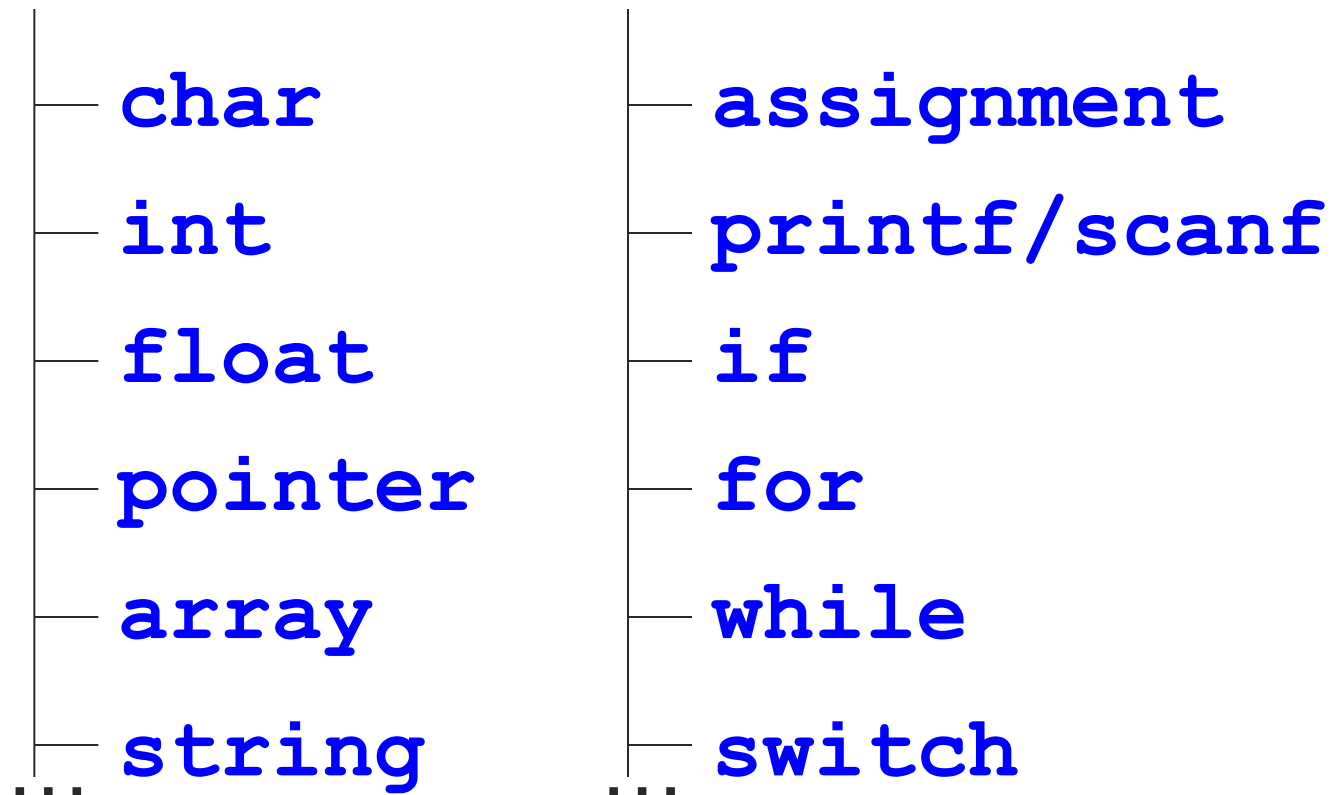 char
int
float
pointer
array
string
...
assignment
printf/scanf
if
for
while
switch
...